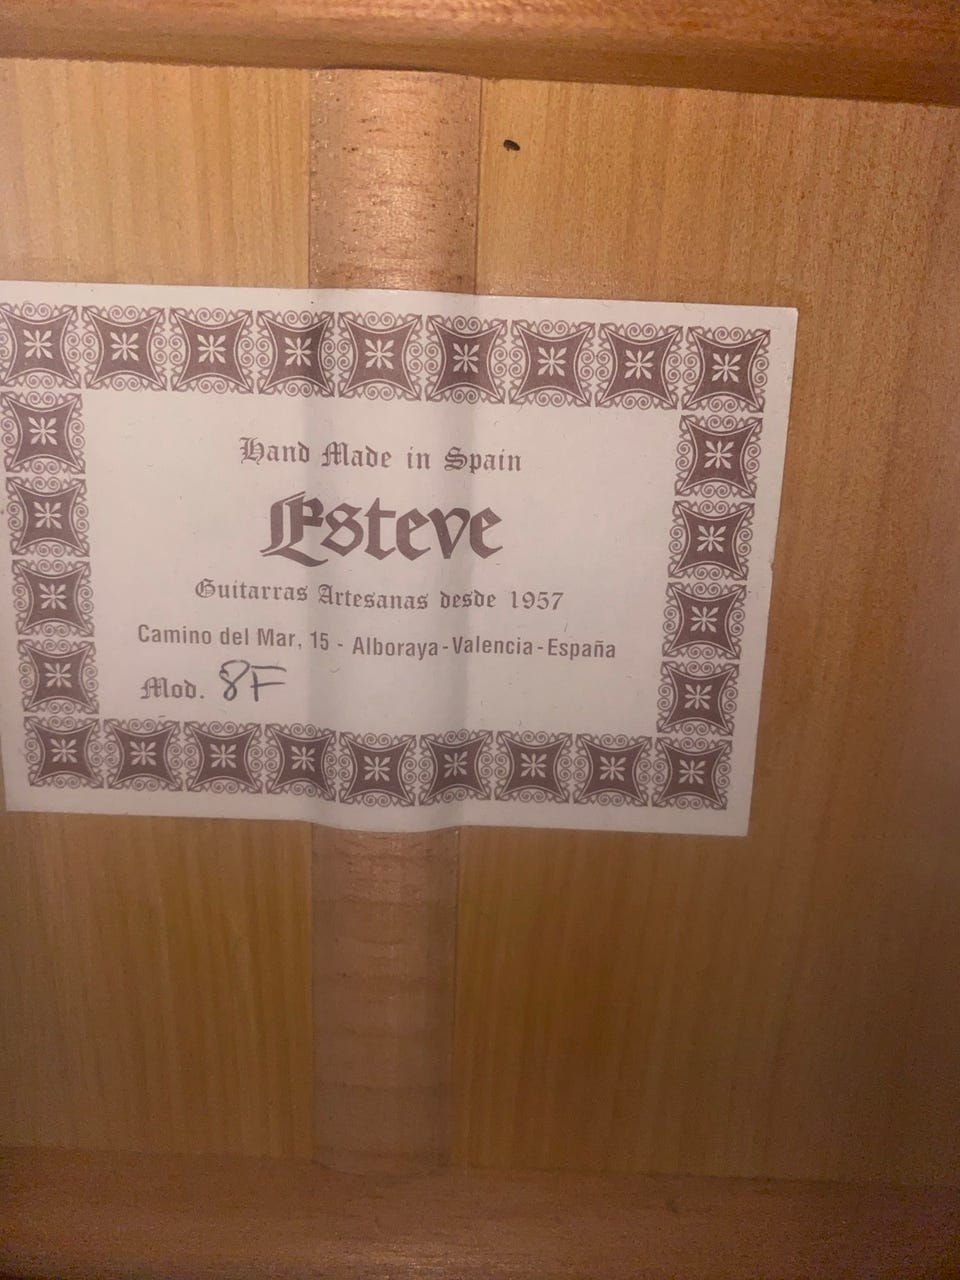 Hand Made in Spain
Esteve
Guitarras Artesanas desde 1957
Camino del Mar, 15 - Alboraya-Valencia-España
Mod. 8F